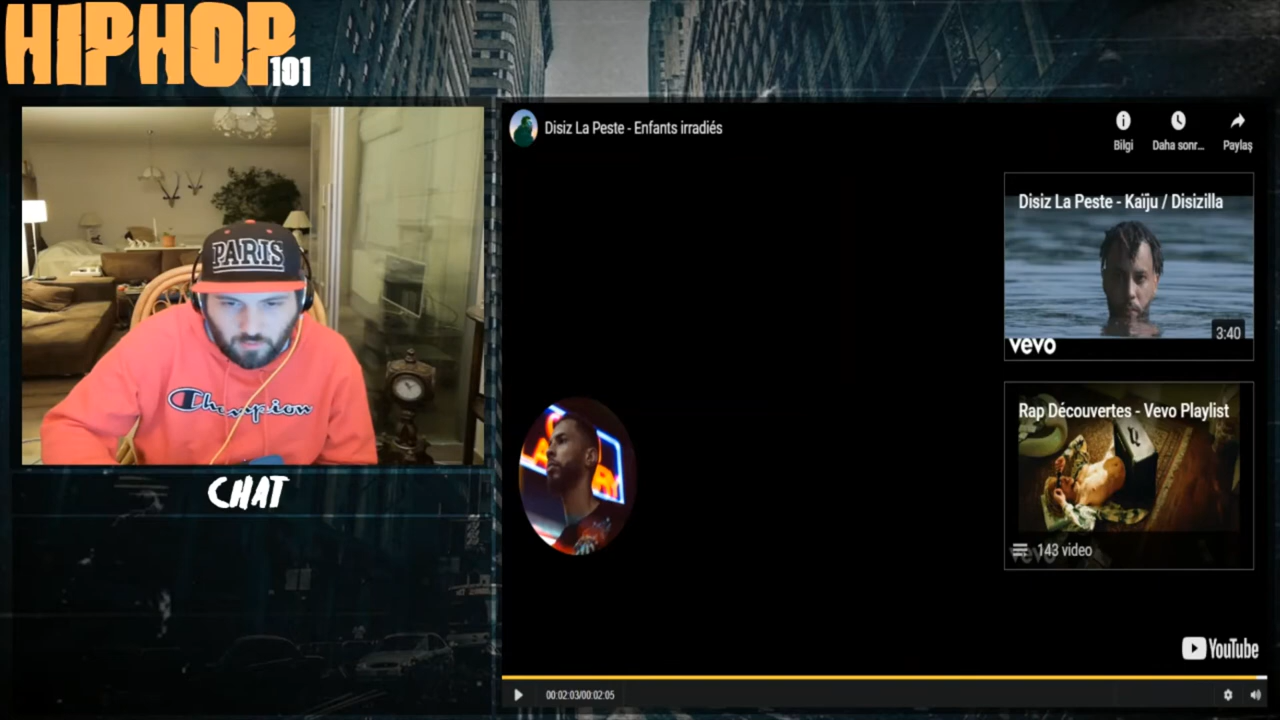 HIPHOP
101
PARIS
Champion
CHAT
Disiz La Peste - Enfants irradiés
Bilgi
Daha sonr...
Paylaş
Disiz La Peste - Kaïju / Disizilla
3:40
vevo
Rap Découvertes - Vevo Playlist
143 video
vevo
YouTube
00:02:03/00:02:05